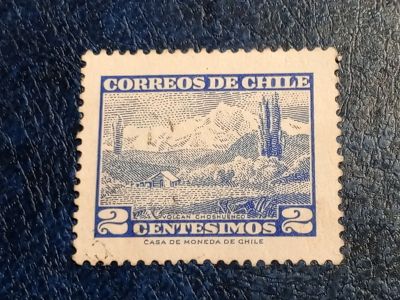 CORREOS DE CHILE
VOLCAN CHOSHUENCO
2 CENTESIMOS 2
CASA DE MONEDA DE CHILE